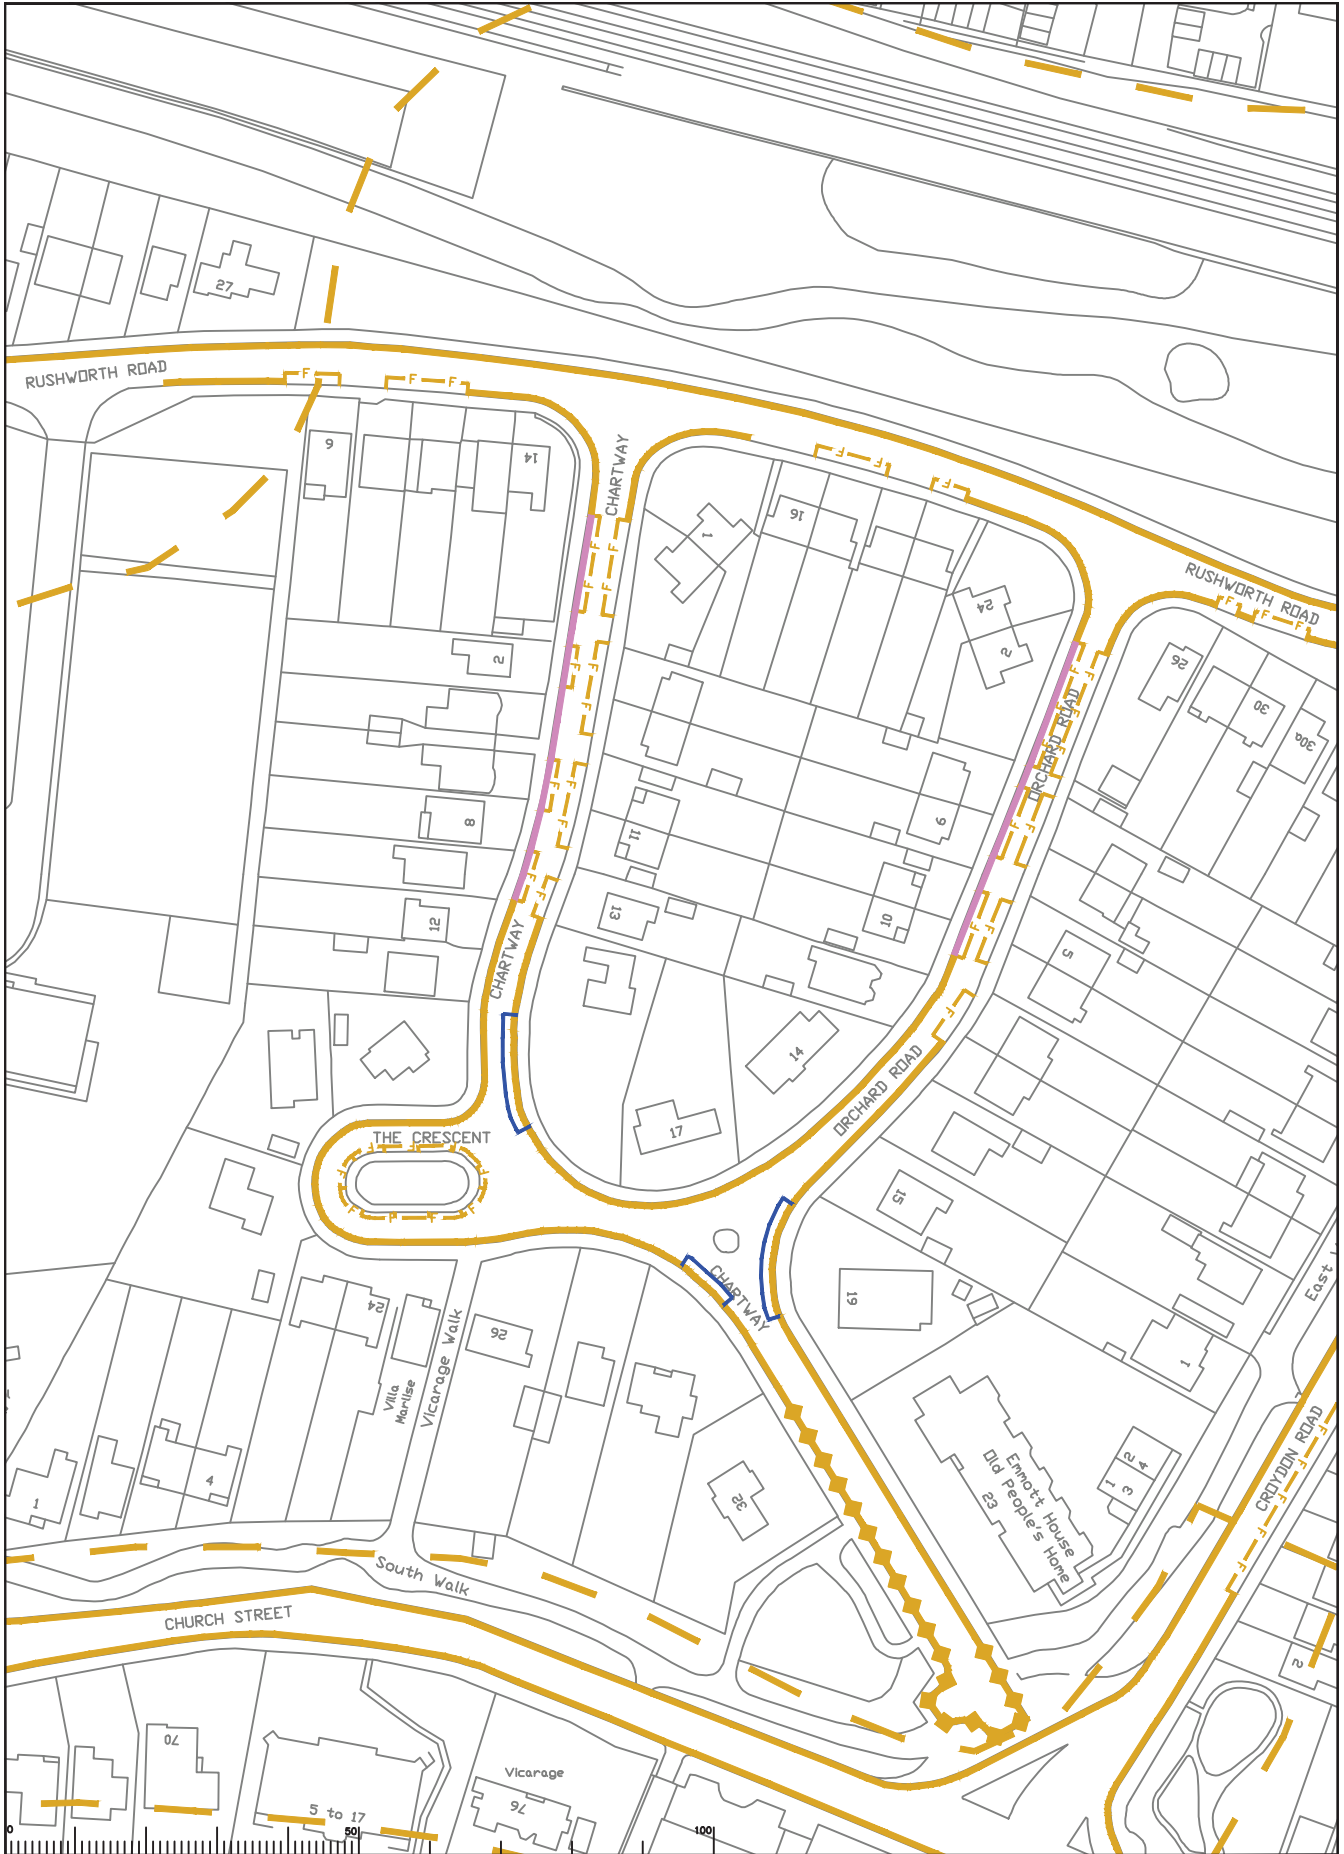 27
RUSHWORTH ROAD
F
F F
9
14
CHARTWAY
F F
F
1
16
24
2
RUSHWORTH ROAD
F
F
F
26
30
30a
2
F
F
F
F
F
F
F
F
F
F
F
F
F
8
12
11
13
CHARTWAY
9
10
F
F
F
F
F
F
ORCHARD ROAD
F
F
F
F
F
F
F
5
14
17
ORCHARD ROAD
THE CRESCENT
F
F
F
F
F
F
F
F
F
15
19
CHARTWAY
East
1
24
26
Villa
Marlise
Vicarage Walk
32
4
1
Emmott House
Old People's Home
23
1
2
3
4
CROYDON ROAD
F
F
F
F
F
South Walk
CHURCH STREET
2
70
5 to 17
Vicarage
76
0
50
100